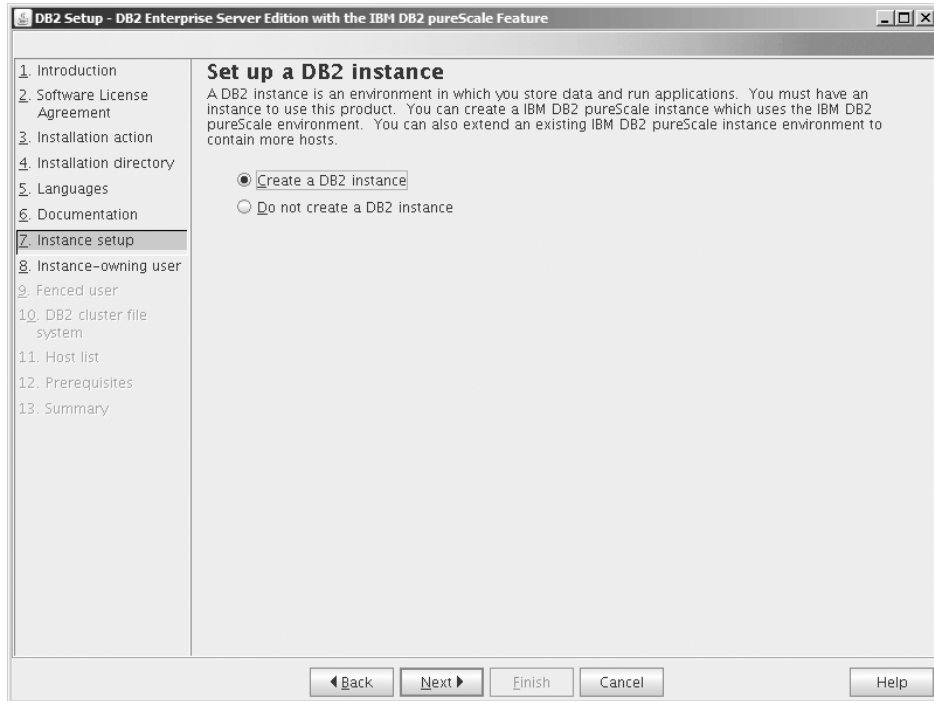 DB2 Setup - DB2 Enterprise Server Edition with the IBM DB2 pureScale Feature
1. Introduction
2. Software License
Agreement
3. Installation action
4. Installation directory
5. Languages
6. Documentation
7. Instance setup
8. Instance-owning user
9. Fenced user
10. DB2 cluster file
system
11. Host list
12. Prerequisites
13. Summary
Set up a DB2 instance
A DB2 instance is an environment in which you store data and run applications. You must have an
instance to use this product. You can create a IBM DB2 pureScale instance which uses the IBM DB2
pureScale environment. You can also extend an existing IBM DB2 pureScale instance environment to
contain more hosts.
Create a DB2 instance
Do not create a DB2 instance
Back
Next
Finish
Cancel
Help